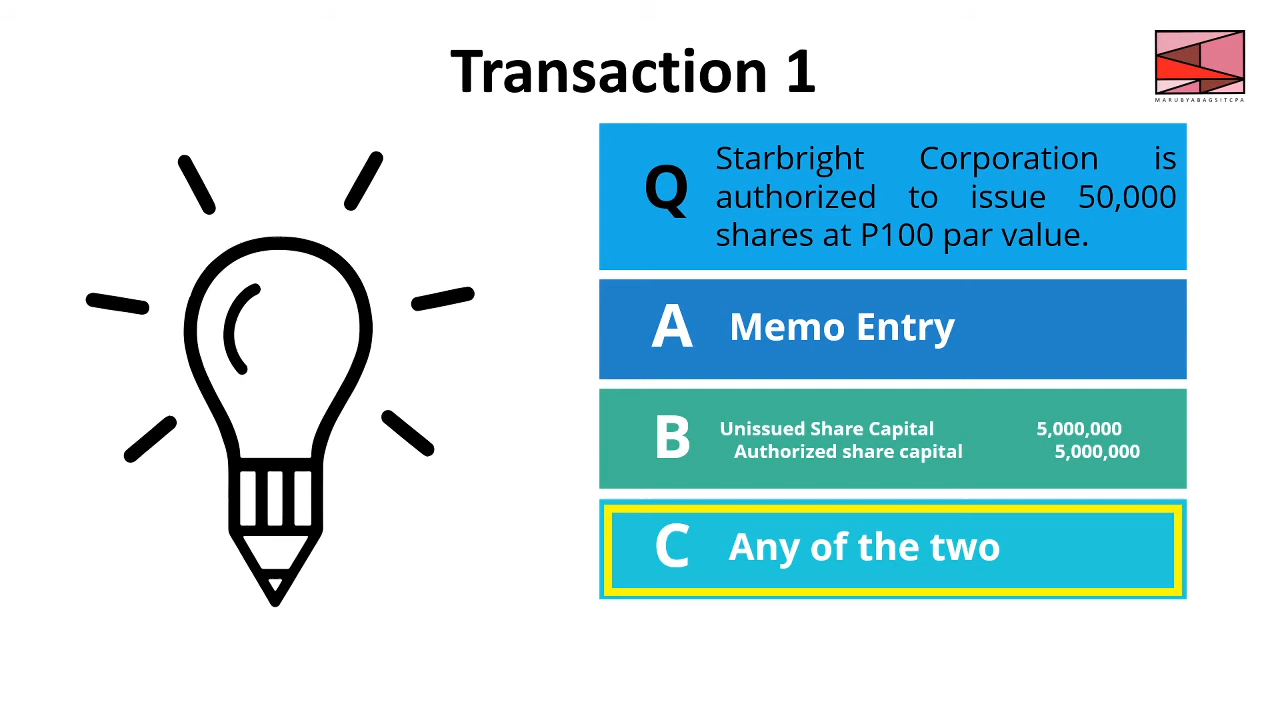 Transaction 1
MARUBYABAGSITCPA
Q
Starbright Corporation is
authorized to issue 50,000
shares at P100 par value.
A
Memo Entry
B
Unissued Share Capital 5,000,000
Authorized share capital 5,000,000
C
Any of the two